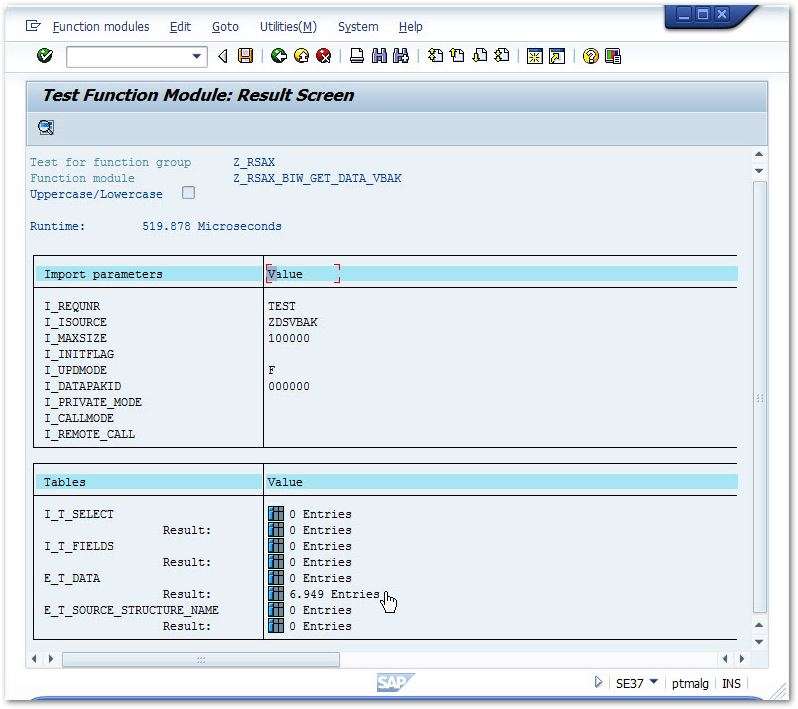 Function modules Edit Goto Utilities(M) System Help
Test Function Module: Result Screen
Test for function group Z_RSAX
Function module Z_RSAX_BIW_GET_DATA_VBAK
Uppercase/Lowercase
Runtime: 519.878 Microseconds
Import parameters Value
I_REQUNR TEST
I_ISOURCE ZDSVBAK
I_MAXSIZE 100000
I_INITFLAG
I_UPDMODE F
I_DATAPAKID 000000
I_PRIVATE_MODE
I_CALLMODE
I_REMOTE_CALL
Tables Value
I_T_SELECT 0 Entries
Result: 0 Entries
I_T_FIELDS 0 Entries
Result: 0 Entries
E_T_DATA 0 Entries
Result: 6.949 Entries
E_T_SOURCE_STRUCTURE_NAME 0 Entries
Result: 0 Entries
SAP SE37 ptmalg INS